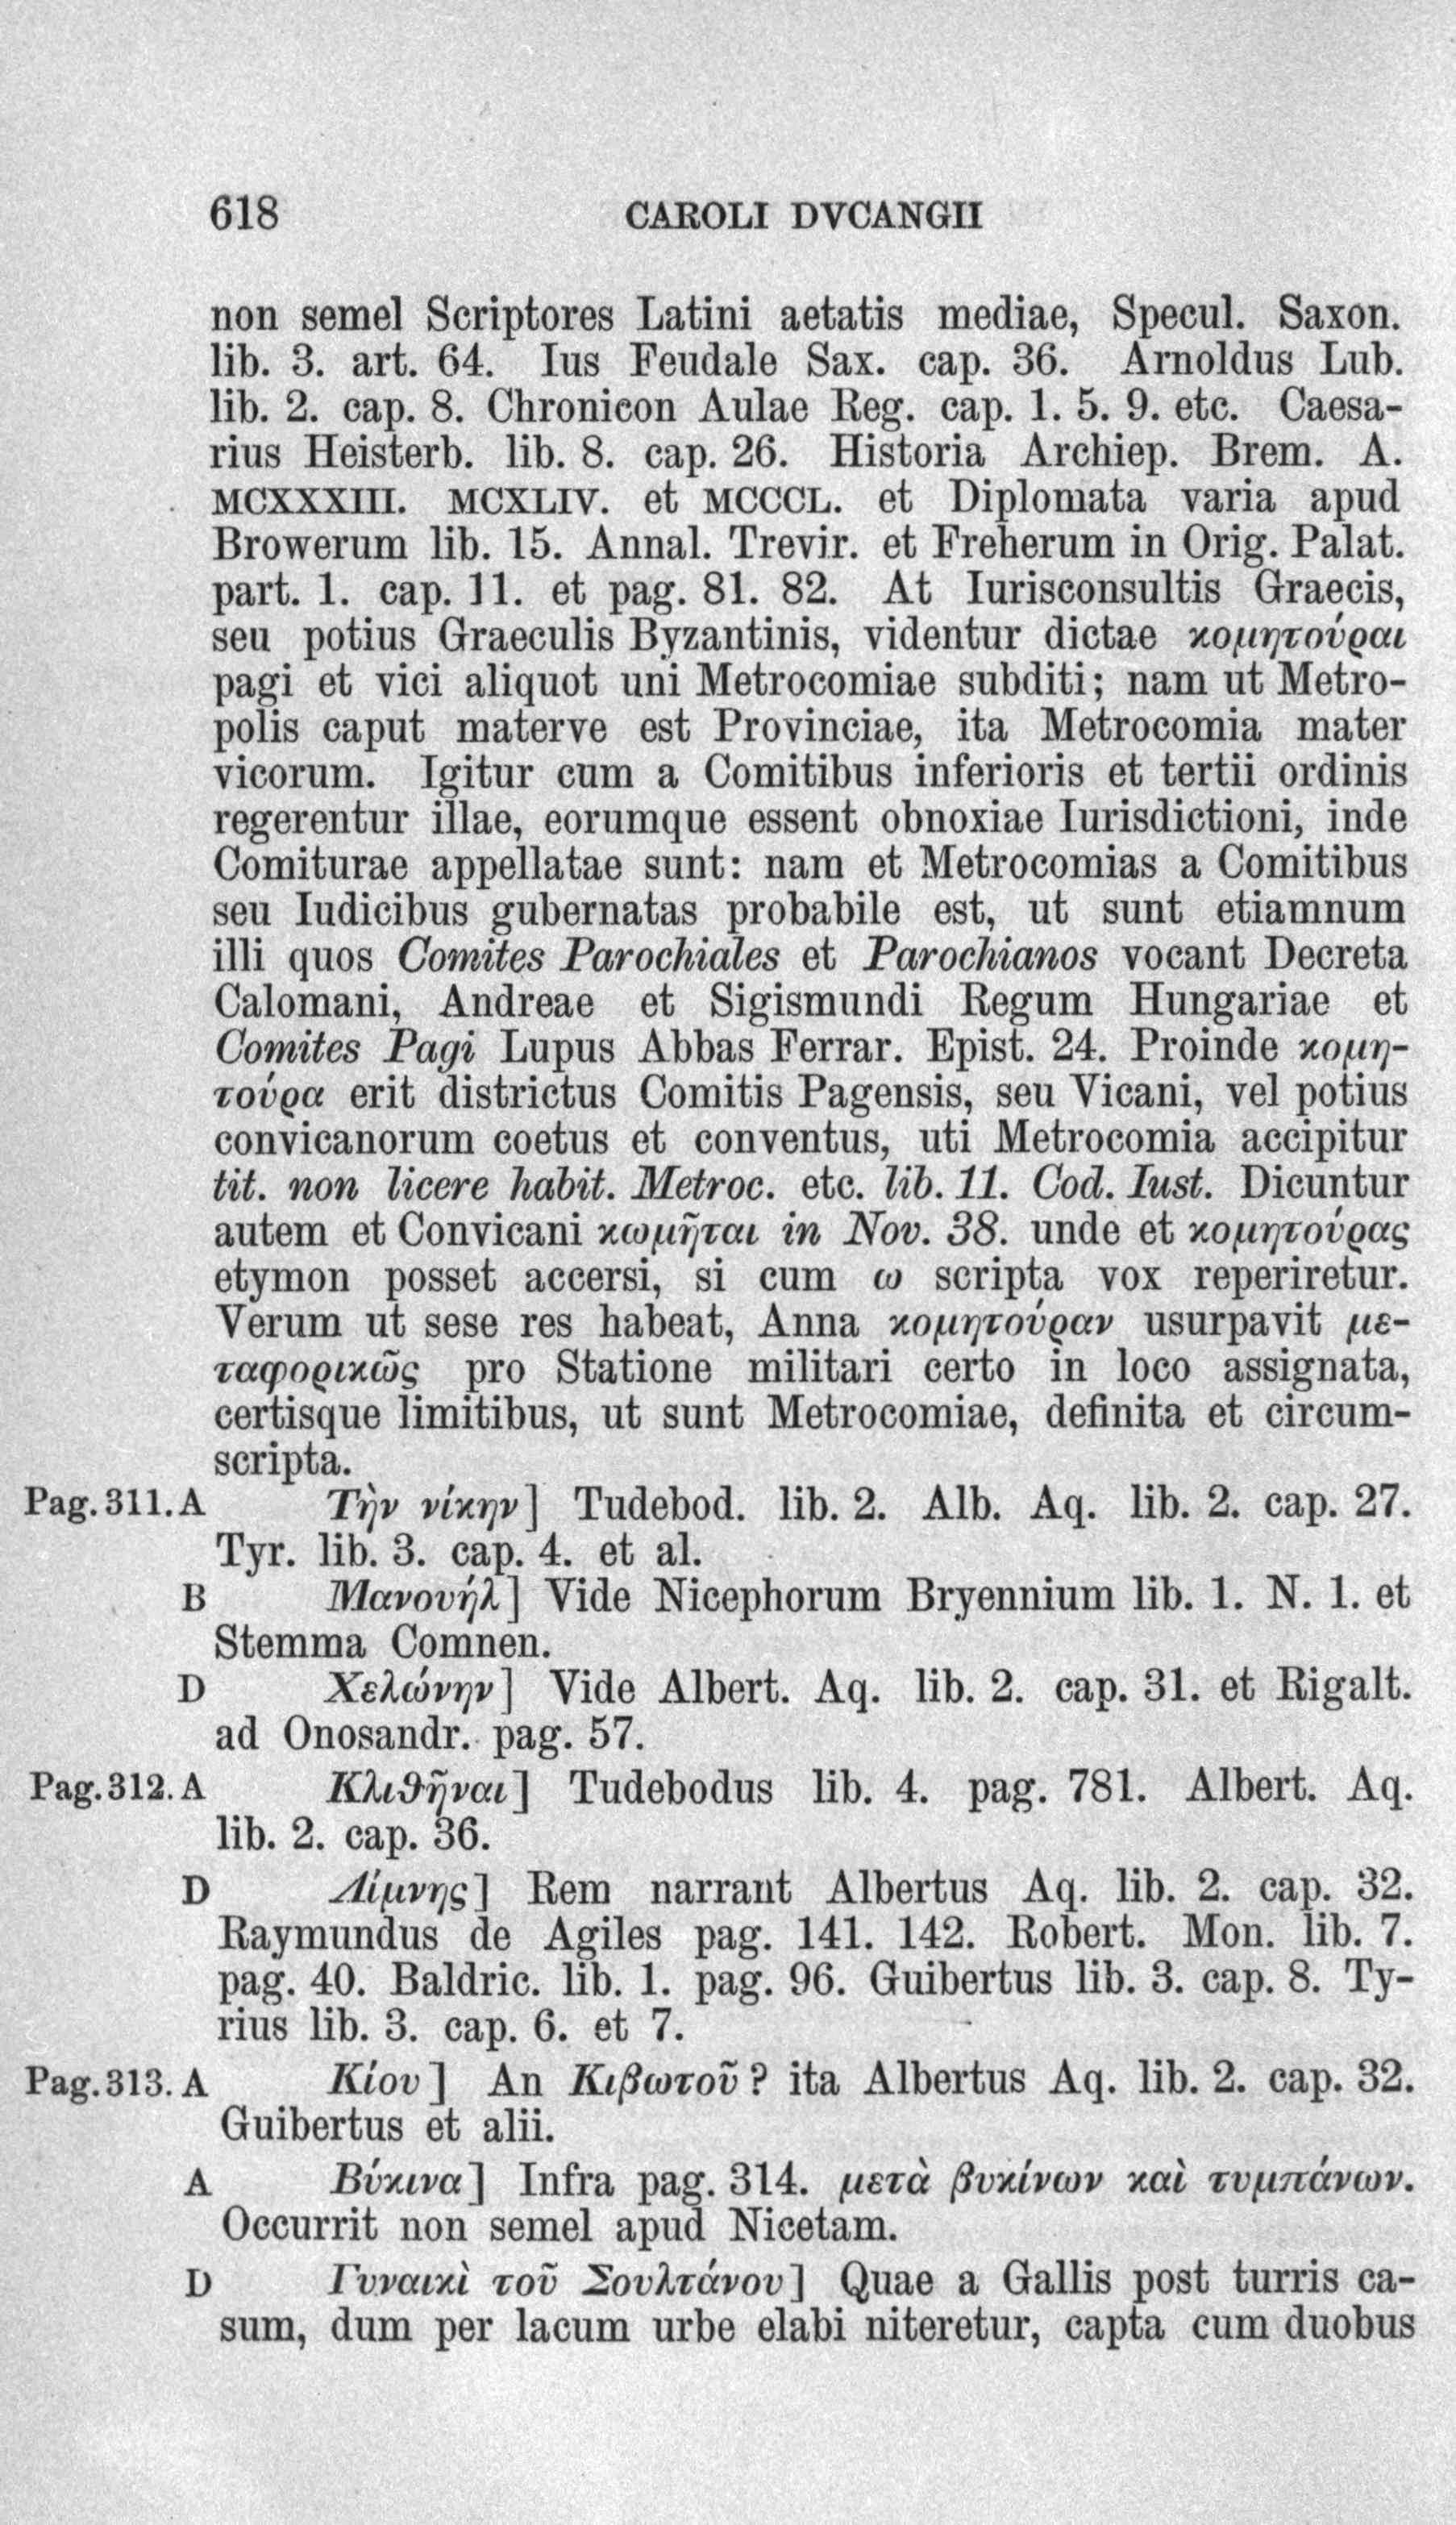 618 CAROLI DVCANGII
non semel Scriptores Latini aetatis mediae, Specul. Saxon.
lib. 3. art. 64. Ius Feudale Sax. cap. 36. Arnoldus Lub.
lib. 2. cap. 8. Chronicon Aulae Reg. cap. 1. 5. 9. etc. Caesa-
rius Heisterb. lib. 8. cap. 26. Historia Archiep. Brem. A.
MCXXXIII. MCXLIV. et MCCCL. et Diplomata varia apud
Browerum lib. 15. Annal. Trevir. et Freherum in Orig. Palat.
part. 1. cap. 11. et pag. 81. 82. At Iurisconsultis Graecis,
seu potius Graeculis Byzantinis, videntur dictae κομητούραι
pagi et vici aliquot uni Metrocomiae subditi; nam ut Metro-
polis caput materve est Provinciae, ita Metrocomia mater
vicorum. Igitur cum a Comitibus inferioris et tertii ordinis
regerentur illae, eorumque essent obnoxiae Iurisdictioni, inde
Comiturae appellatae sunt: nam et Metrocomias a Comitibus
seu Iudicibus gubernatas probabile est, ut sunt etiamnum
illi quos Comites Parochiales et Parochianos vocant Decreta
Calomani, Andreae et Sigismundi Regum Hungariae et
Comites Pagi Lupus Abbas Ferrar. Epist. 24. Proinde κομη-
τούρα erit districtus Comitis Pagensis, seu Vicani, vel potius
convicanorum coetus et conventus, uti Metrocomia accipitur
tit. non licere habit. Metroc. etc. lib. 11. Cod. Iust. Dicuntur
autem et Convicani κωμῆται in Nov. 38. unde et κομητούρας
etymon posset accersi, si cum ω scripta vox reperiretur.
Verum ut sese res habeat, Anna κομητούραν usurpavit με-
ταφορικῶς pro Statione militari certo in loco assignata,
certisque limitibus, ut sunt Metrocomiae, definita et circum-
scripta.
Pag. 311. A Τὴν νίκην] Tudebod. lib. 2. Alb. Aq. lib. 2. cap. 27.
Tyr. lib. 3. cap. 4. et al.
B Μανουήλ] Vide Nicephorum Bryennium lib. 1. N. 1. et
Stemma Comnen.
D Χελώνην] Vide Albert. Aq. lib. 2. cap. 31. et Rigalt.
ad Onosandr. pag. 57.
Pag. 312. A Κλιθῆναι] Tudebodus lib. 4. pag. 781. Albert. Aq.
lib. 2. cap. 36.
D Λίμνης] Rem narrant Albertus Aq. lib. 2. cap. 32.
Raymundus de Agiles pag. 141. 142. Robert. Mon. lib. 7.
pag. 40. Baldric. lib. 1. pag. 96. Guibertus lib. 3. cap. 8. Ty-
rius lib. 3. cap. 6. et 7.
Pag. 313. A Κίου] An Κιβωτοῦ? ita Albertus Aq. lib. 2. cap. 32.
Guibertus et alii.
A Βύκινα] Infra pag. 314. μετὰ βυκίνων καὶ τυμπάνων.
Occurrit non semel apud Nicetam.
D Γυναικὶ τοῦ Σουλτάνου] Quae a Gallis post turris ca-
sum, dum per lacum urbe elabi niteretur, capta cum duobus